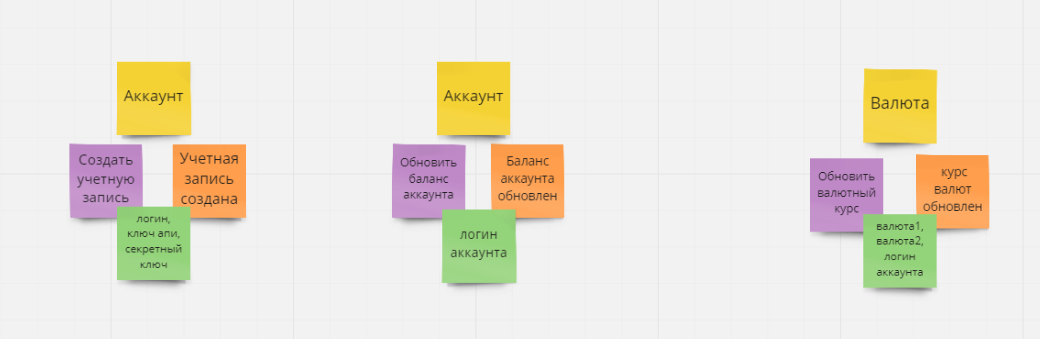 Аккаунт
Создать
учетную
запись
Учетная
запись
создана
логин,
ключ апи,
секретный
ключ
Аккаунт
Обновить
баланс
аккаунта
Баланс
аккаунта
обновлен
логин
аккаунта
Валюта
Обновить
валютный
курс
курс
валют
обновлен
валюта1,
валюта2,
логин
аккаунта